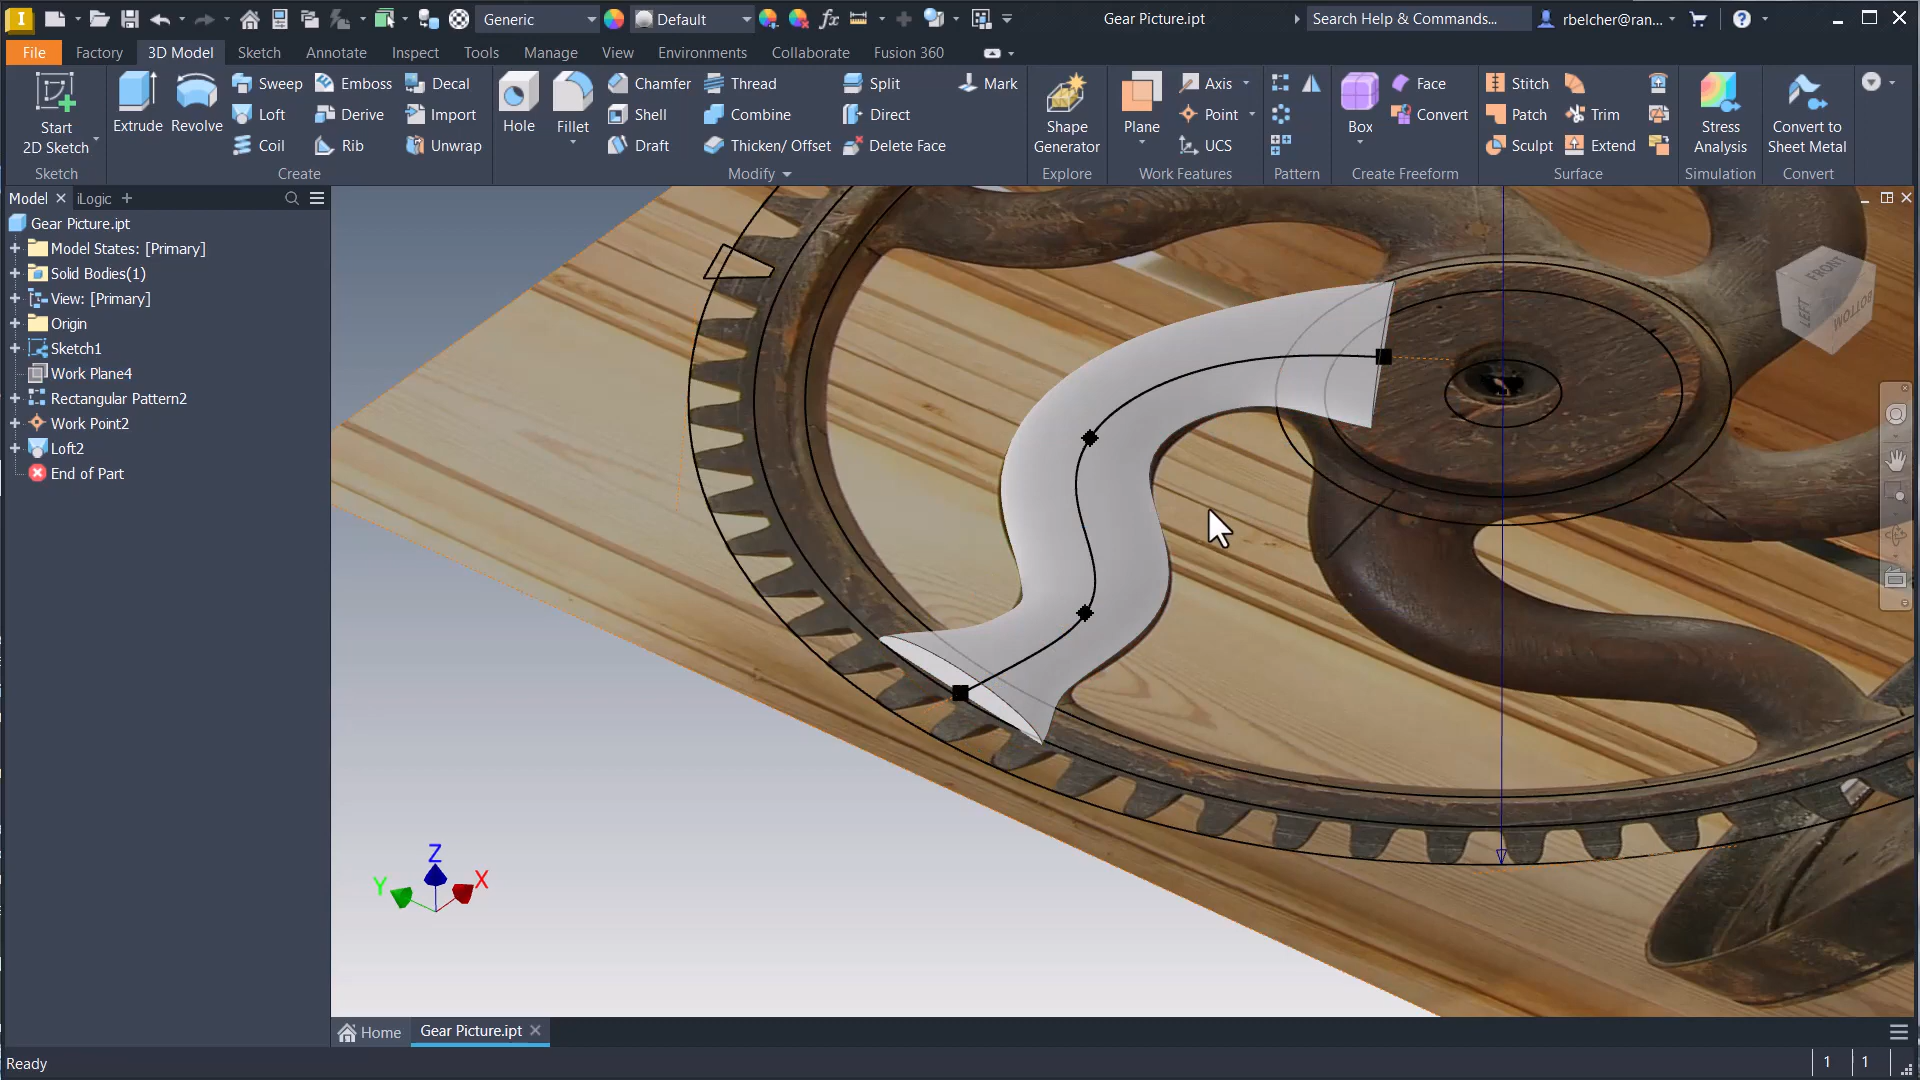 I Generic Default fx Gear Picture.ipt Search Help & Commands... rbelcher@ran... ?
File Factory 3D Model Sketch Annotate Inspect Tools Manage View Environments Collaborate Fusion 360
Start
2D Sketch
Sketch
Extrude Revolve Sweep Emboss Decal
Loft Derive Import
Coil Rib Unwrap
Create
Hole Fillet Chamfer Thread Split Mark
Shell Combine Direct
Draft Thicken/ Offset Delete Face
Modify
Shape
Generator
Explore
Plane Axis
Point
UCS
Work Features
Pattern
Box Face
Convert
Create Freeform
Stitch
Patch Trim
Sculpt Extend
Surface
Stress
Analysis
Simulation
Convert to
Sheet Metal
Convert
Model iLogic +
Gear Picture.ipt
Model States: [Primary]
Solid Bodies(1)
View: [Primary]
Origin
Sketch1
Work Plane4
Rectangular Pattern2
Work Point2
Loft2
End of Part
FRONT
LEFT
BOTTOM
Z
Y
X
Home Gear Picture.ipt
Ready 1 1